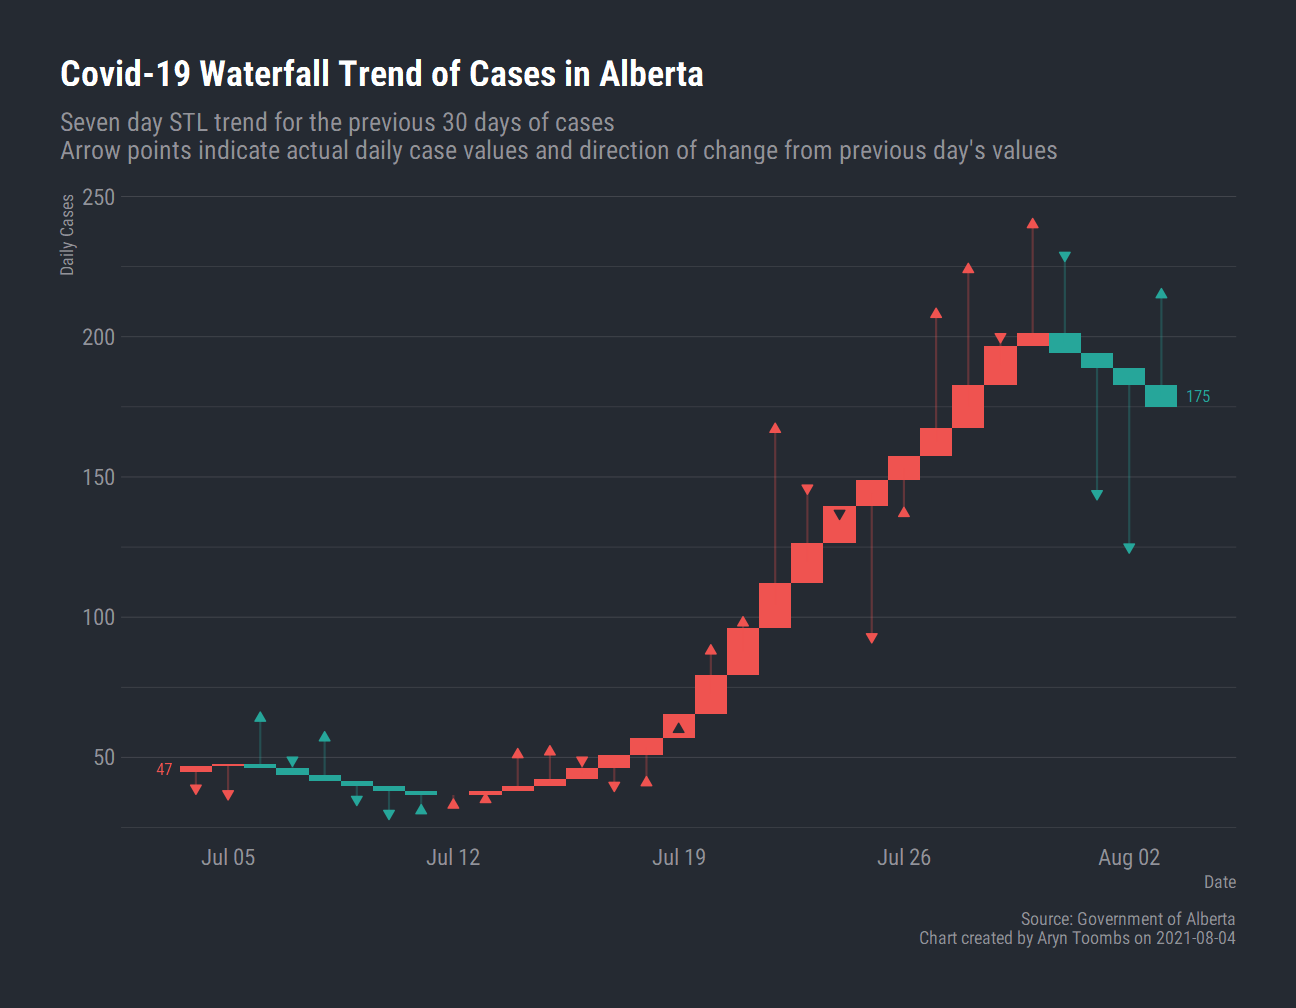 Covid-19 Waterfall Trend of Cases in Alberta
Seven day STL trend for the previous 30 days of cases
Arrow points indicate actual daily case values and direction of change from previous day's values
Daily Cases
250
200
150
100
50
47
175
Jul 05
Jul 12
Jul 19
Jul 26
Aug 02
Date
Source: Government of Alberta
Chart created by Aryn Toombs on 2021-08-04